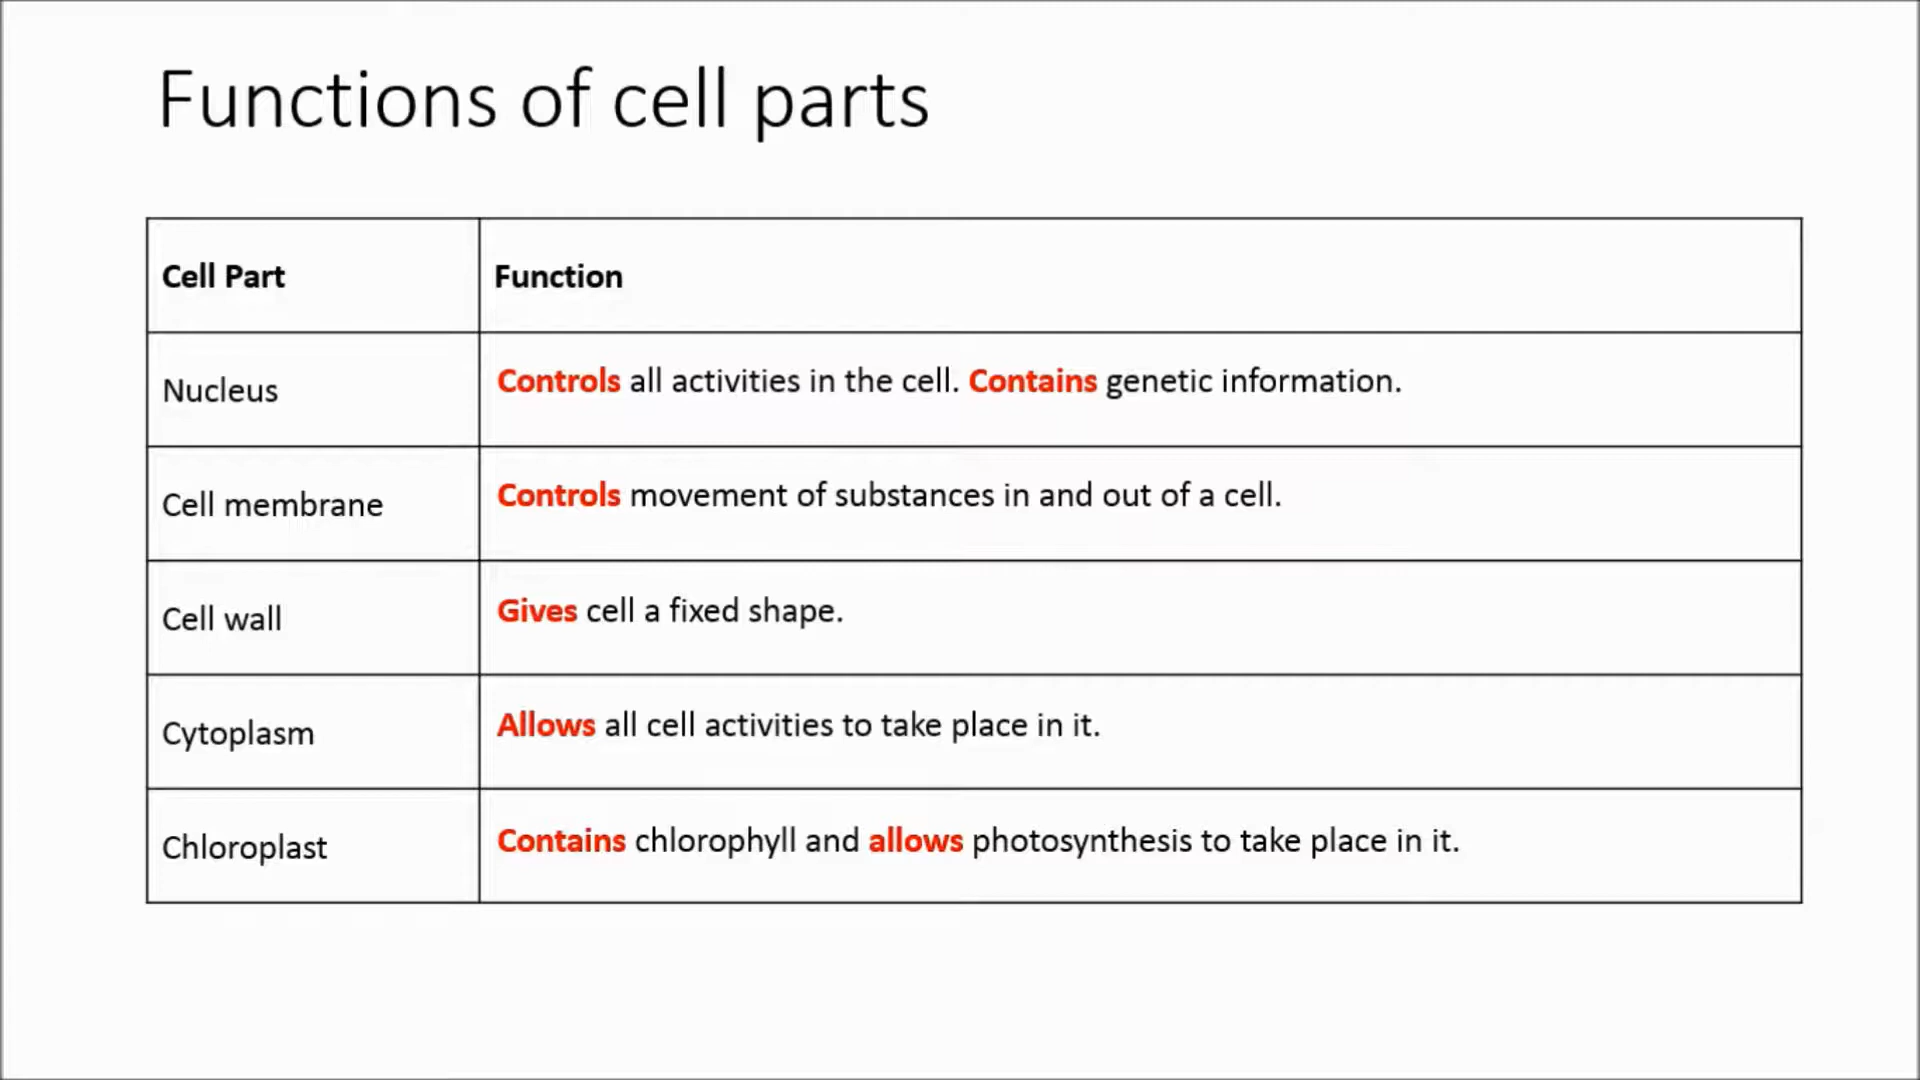 Functions of cell parts
Cell Part
Function
Nucleus
Controls all activities in the cell. Contains genetic information.
Cell membrane
Controls movement of substances in and out of a cell.
Cell wall
Gives cell a fixed shape.
Cytoplasm
Allows all cell activities to take place in it.
Chloroplast
Contains chlorophyll and allows photosynthesis to take place in it.